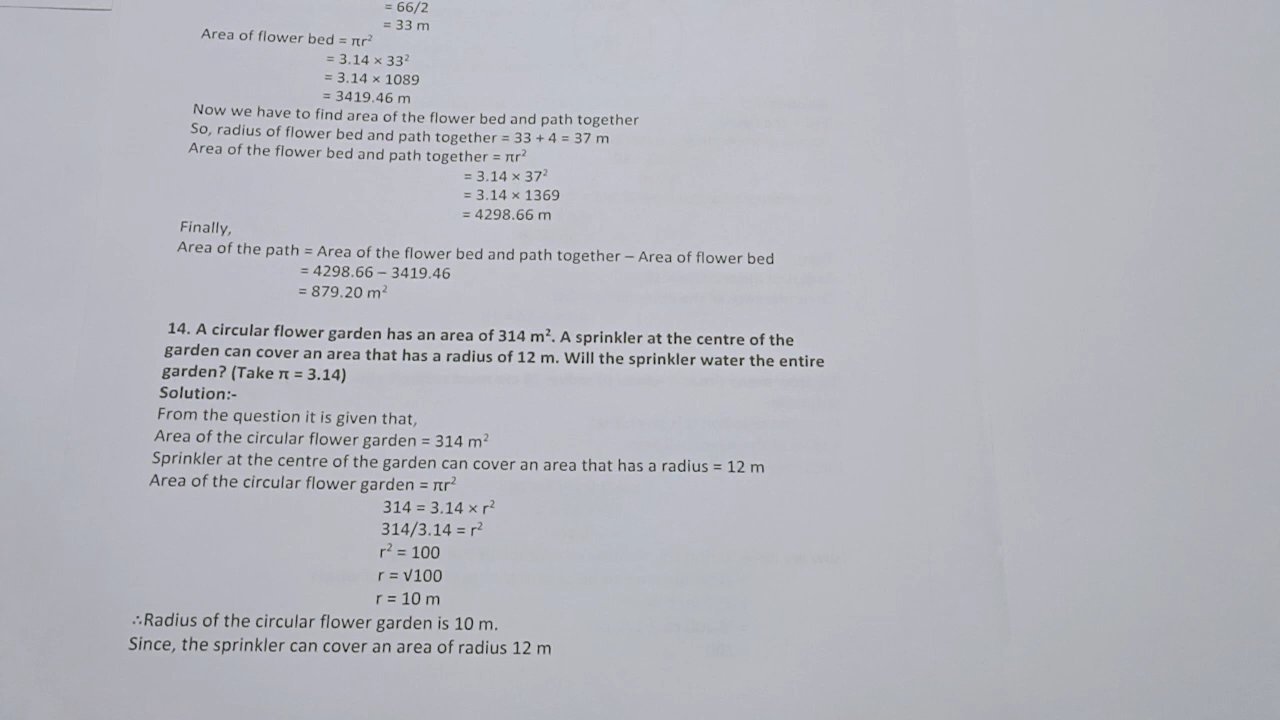 = 66/2
= 33 m
Area of flower bed = πr²
= 3.14 × 33²
= 3.14 × 1089
= 3419.46 m
Now we have to find area of the flower bed and path together
So, radius of flower bed and path together = 33 + 4 = 37 m
Area of the flower bed and path together = πr²
= 3.14 × 37²
= 3.14 × 1369
= 4298.66 m
Finally,
Area of the path = Area of the flower bed and path together – Area of flower bed
= 4298.66 – 3419.46
= 879.20 m²
14. A circular flower garden has an area of 314 m². A sprinkler at the centre of the
garden can cover an area that has a radius of 12 m. Will the sprinkler water the entire
garden? (Take π = 3.14)
Solution:-
From the question it is given that,
Area of the circular flower garden = 314 m²
Sprinkler at the centre of the garden can cover an area that has a radius = 12 m
Area of the circular flower garden = πr²
314 = 3.14 × r²
314/3.14 = r²
r² = 100
r = √100
r = 10 m
∴Radius of the circular flower garden is 10 m.
Since, the sprinkler can cover an area of radius 12 m